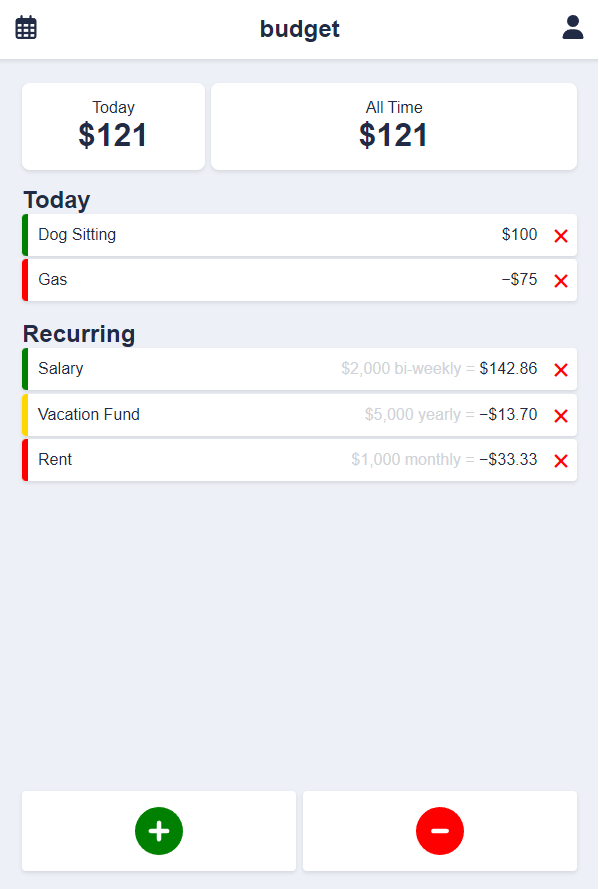 budget
Today All Time
$121 $121
Today
Dog Sitting $100
Gas −$75
Recurring
Salary $2,000 bi-weekly = $142.86
Vacation Fund $5,000 yearly = −$13.70
Rent $1,000 monthly = −$33.33